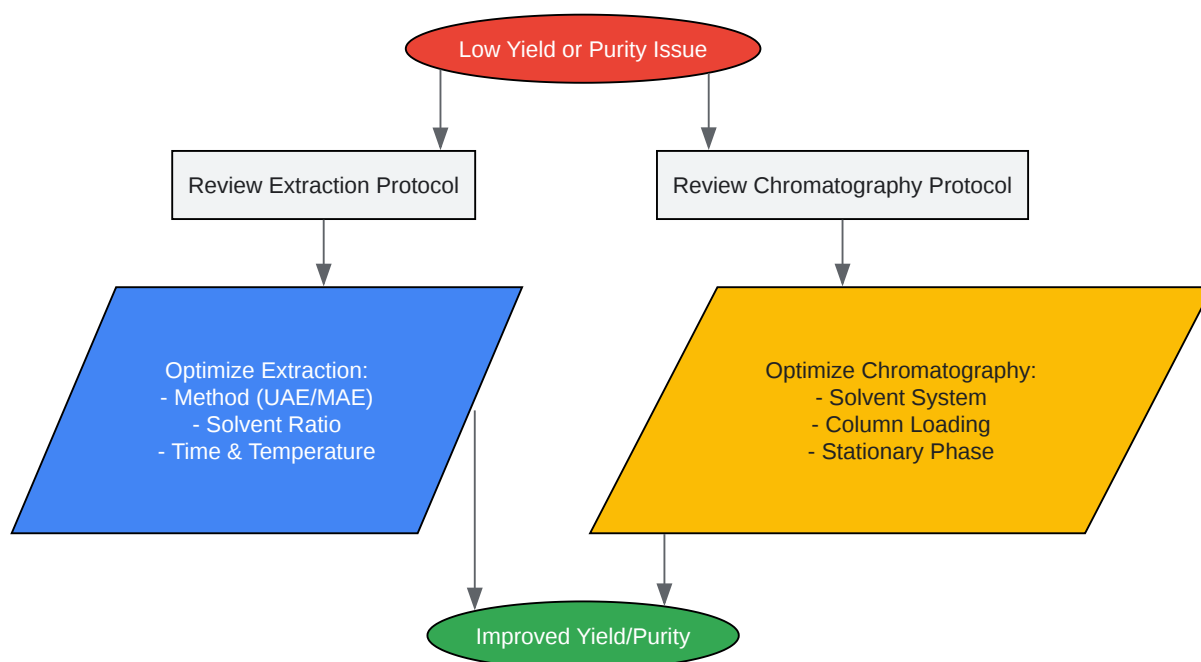 Low Yield or Purity Issue
Review Extraction Protocol
Review Chromatography Protocol
Optimize Extraction:
- Method (UAE/MAE)
- Solvent Ratio
- Time & Temperature
Optimize Chromatography:
- Solvent System
- Column Loading
- Stationary Phase
Improved Yield/Purity